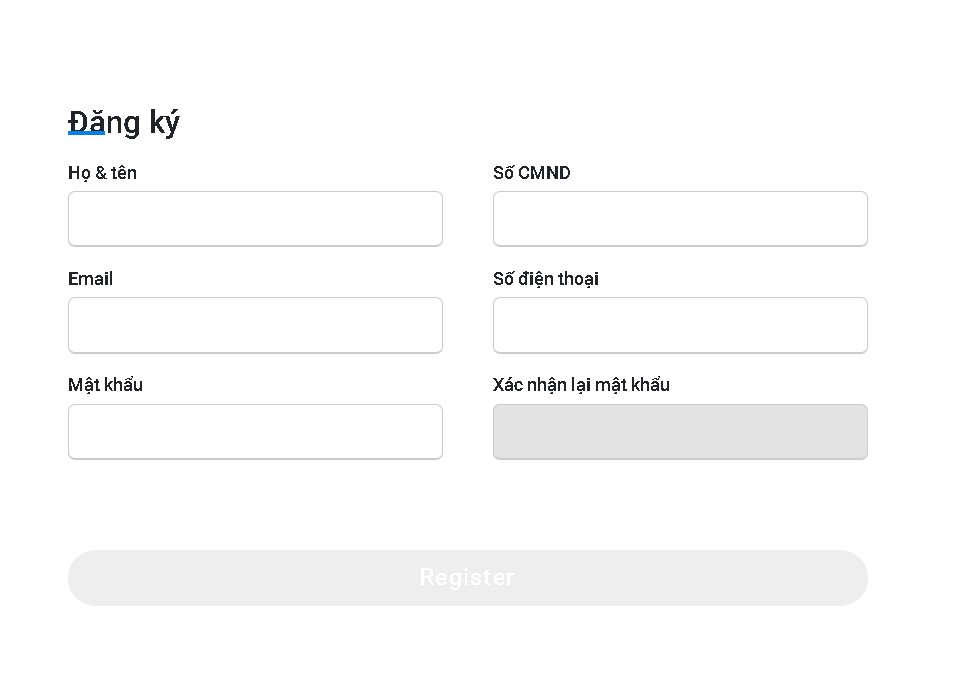 Đăng ký
Họ & tên
Số CMND
Email
Số điện thoại
Mật khẩu
Xác nhận lại mật khẩu
Register